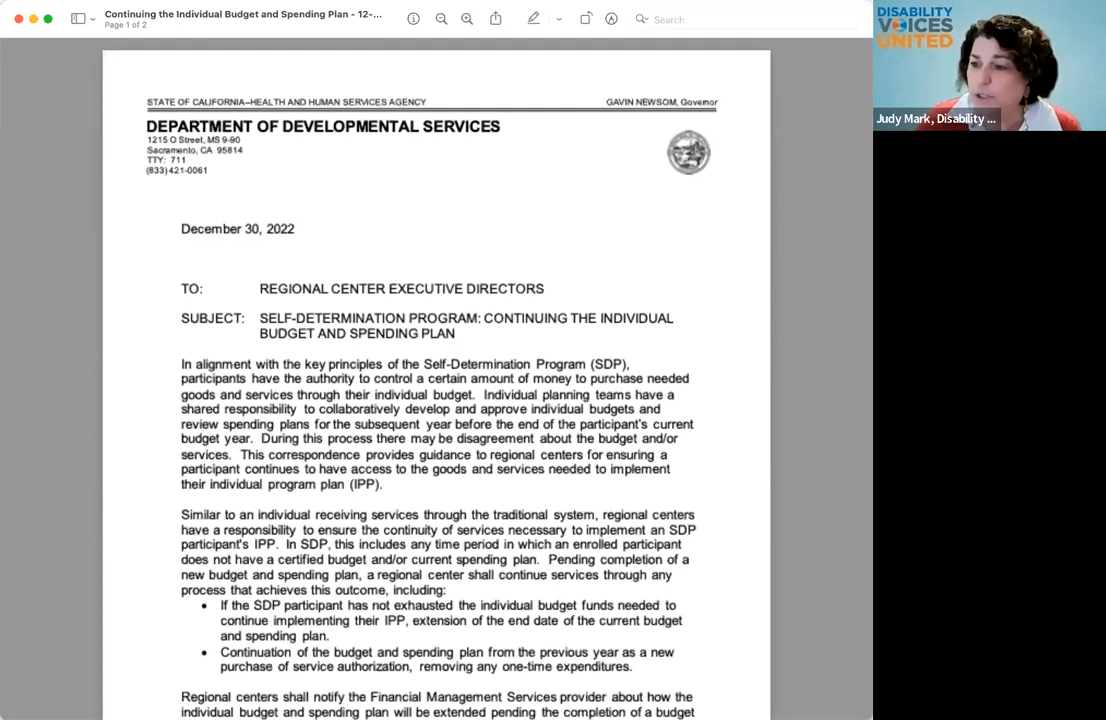 Continuing the Individual Budget and Spending Plan - 12-...
Page 1 of 2
Search
DISABILITY
VOICES
UNITED
Judy Mark, Disability ...
STATE OF CALIFORNIA–HEALTH AND HUMAN SERVICES AGENCY
GAVIN NEWSOM, Governor
DEPARTMENT OF DEVELOPMENTAL SERVICES
1215 O Street, MS 9-90
Sacramento, CA 95814
TTY: 711
(833) 421-0061
December 30, 2022
TO: REGIONAL CENTER EXECUTIVE DIRECTORS
SUBJECT: SELF-DETERMINATION PROGRAM: CONTINUING THE INDIVIDUAL
BUDGET AND SPENDING PLAN
In alignment with the key principles of the Self-Determination Program (SDP),
participants have the authority to control a certain amount of money to purchase needed
goods and services through their individual budget. Individual planning teams have a
shared responsibility to collaboratively develop and approve individual budgets and
review spending plans for the subsequent year before the end of the participant's current
budget year. During this process there may be disagreement about the budget and/or
services. This correspondence provides guidance to regional centers for ensuring a
participant continues to have access to the goods and services needed to implement
their individual program plan (IPP).
Similar to an individual receiving services through the traditional system, regional centers
have a responsibility to ensure the continuity of services necessary to implement an SDP
participant's IPP. In SDP, this includes any time period in which an enrolled participant
does not have a certified budget and/or current spending plan. Pending completion of a
new budget and spending plan, a regional center shall continue services through any
process that achieves this outcome, including:
• If the SDP participant has not exhausted the individual budget funds needed to
continue implementing their IPP, extension of the end date of the current budget
and spending plan.
• Continuation of the budget and spending plan from the previous year as a new
purchase of service authorization, removing any one-time expenditures.
Regional centers shall notify the Financial Management Services provider about how the
individual budget and spending plan will be extended pending the completion of a budget